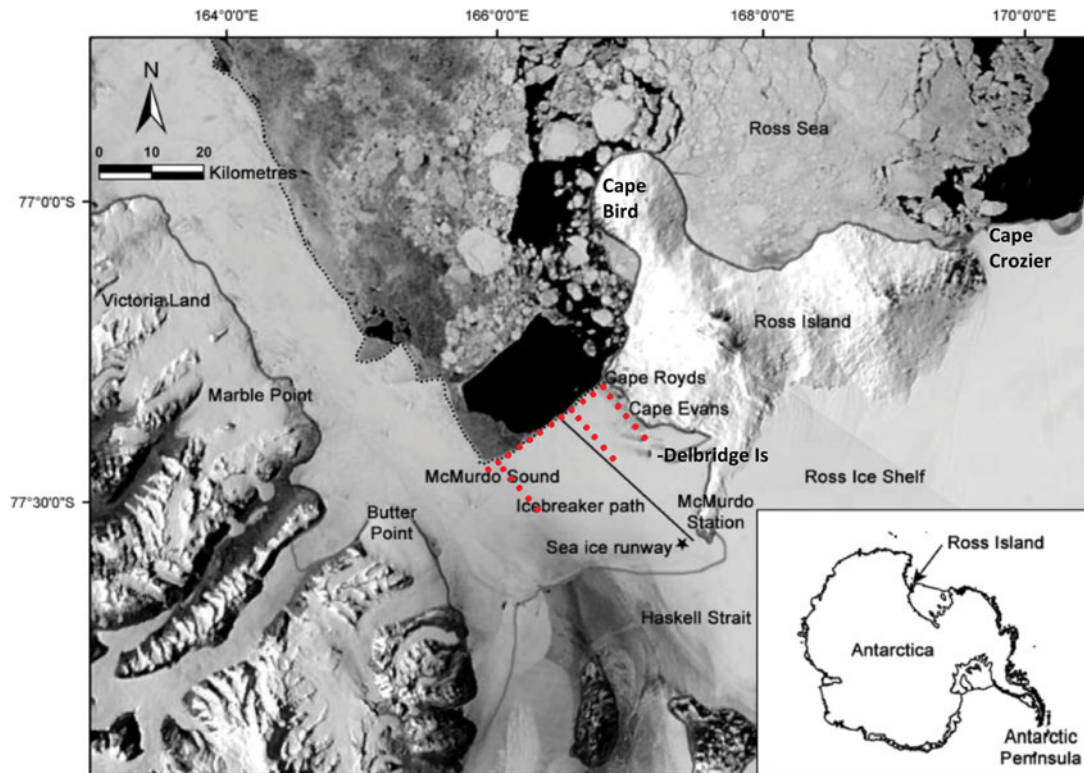 164°0'0"E
166°0'0"E
168°0'0"E
170°0'0"E
N
0 10 20
Kilometres
Ross Sea
77°0'0"S
Cape
Bird
Cape
Crozier
Victoria Land
Ross Island
Marble Point
Cape Royds
Cape Evans
-Delbridge Is
McMurdo Sound
Ross Ice Shelf
77°30'0"S
Icebreaker path
McMurdo
Station
Butter
Point
Sea ice runway
Haskell Strait
Ross Island
Antarctica
Antarctic
Peninsula